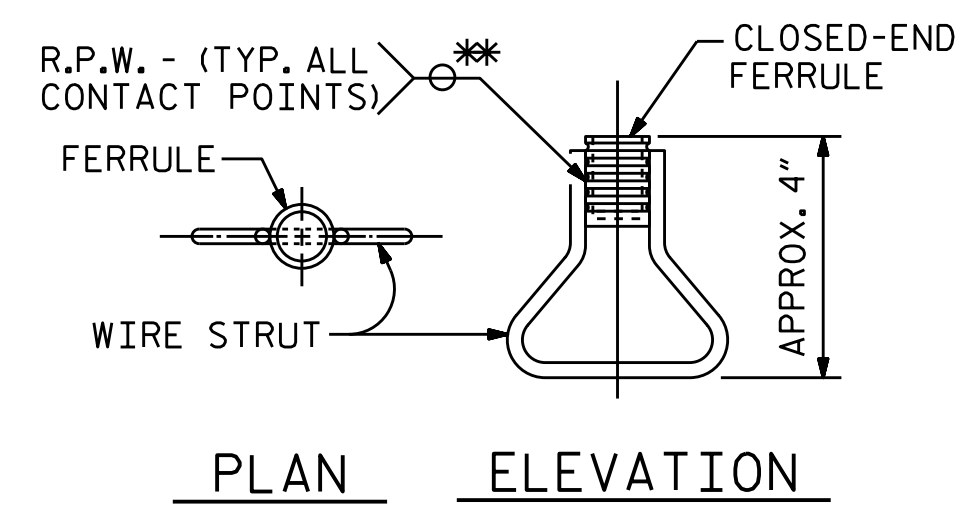 R.P.W. - (TYP. ALL
CONTACT POINTS)
**
CLOSED-END
FERRULE
FERRULE
APPROX. 4"
WIRE STRUT
PLAN
ELEVATION